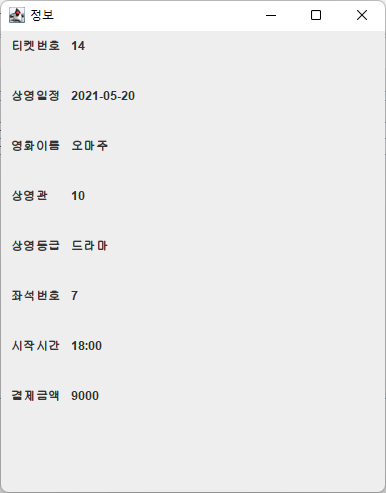 정보
티켓번호 14
상영일정 2021-05-20
영화이름 오마주
상영관 10
상영등급 드라마
좌석번호 7
시작시간 18:00
결제금액 9000